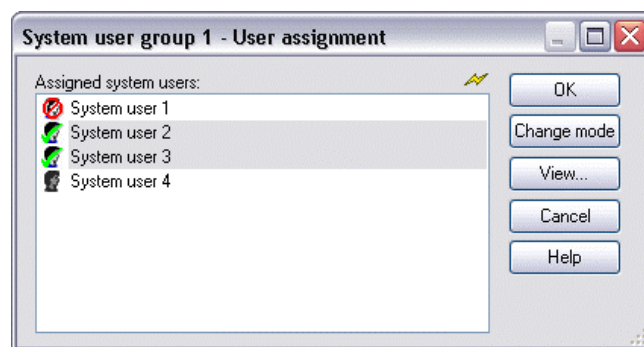 System user group 1 - User assignment
Assigned system users:
System user 1
System user 2
System user 3
System user 4
OK
Change mode
View...
Cancel
Help